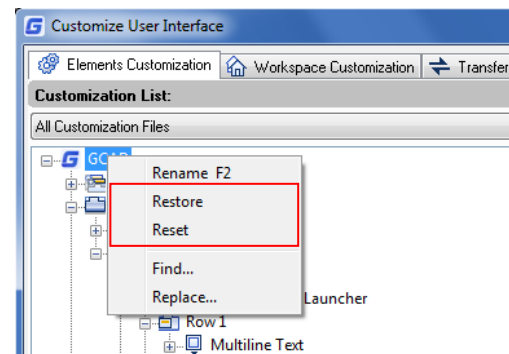 Customize User Interface
Elements Customization Workspace Customization Transfer
Customization List:
All Customization Files
Rename F2
Restore
Reset
Find...
Replace...
Launcher
Row 1
Multiline Text